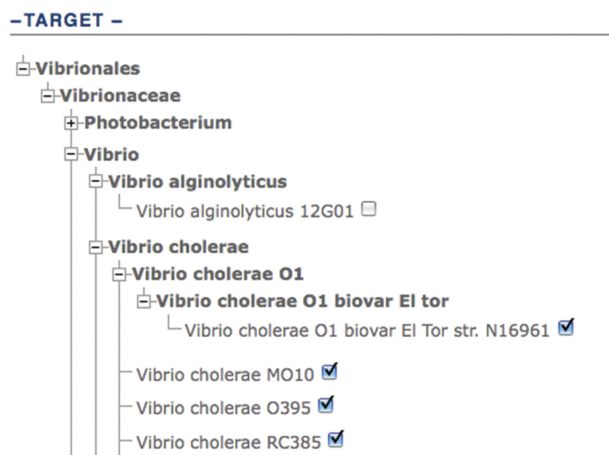 –TARGET –
Vibrionales
Vibrionaceae
Photobacterium
Vibrio
Vibrio alginolyticus
Vibrio alginolyticus 12G01
Vibrio cholerae
Vibrio cholerae O1
Vibrio cholerae O1 biovar El tor
Vibrio cholerae O1 biovar El Tor str. N16961
Vibrio cholerae MO10
Vibrio cholerae O395
Vibrio cholerae RC385